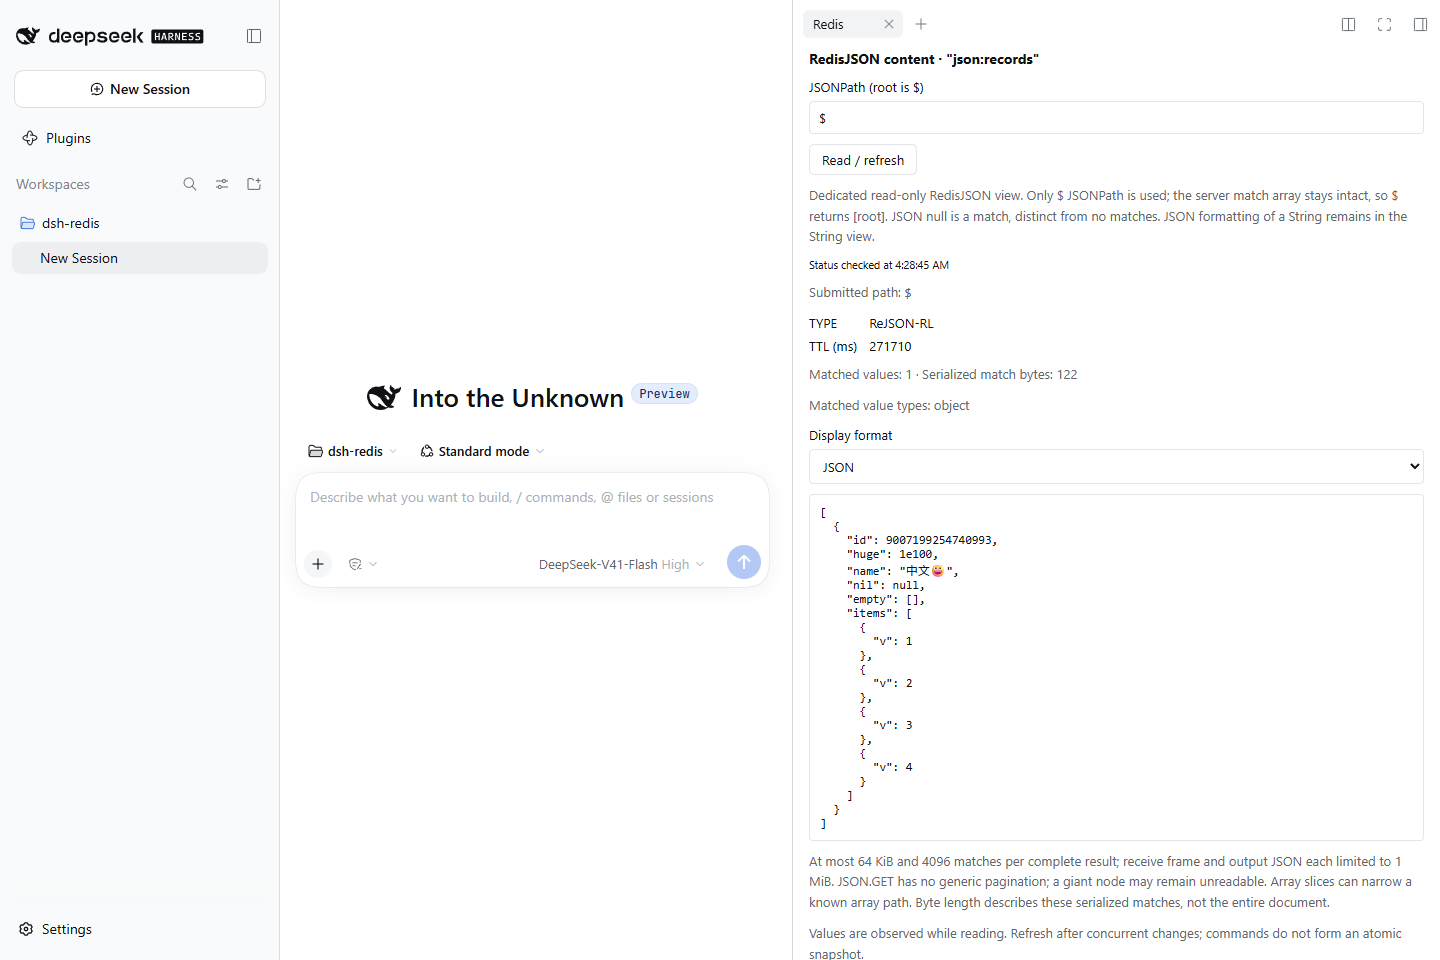 deepseek HARNESS
New Session
Plugins
Workspaces
dsh-redis
New Session
Settings
Into the Unknown Preview
dsh-redis Standard mode
Describe what you want to build, / commands, @ files or sessions
DeepSeek-V41-Flash High
Redis
RedisJSON content · "json:records"
JSONPath (root is $)
$
Read / refresh
Dedicated read-only RedisJSON view. Only $ JSONPath is used; the server match array stays intact, so $
returns [root]. JSON null is a match, distinct from no matches. JSON formatting of a String remains in the
String view.
Status checked at 4:28:45 AM
Submitted path: $
TYPE ReJSON-RL
TTL (ms) 271710
Matched values: 1 · Serialized match bytes: 122
Matched value types: object
Display format
JSON
[
{
"id": 9007199254740993,
"huge": 1e100,
"name": "中文😀",
"nil": null,
"empty": [],
"items": [
{
"v": 1
},
{
"v": 2
},
{
"v": 3
},
{
"v": 4
}
]
}
]
At most 64 KiB and 4096 matches per complete result; receive frame and output JSON each limited to 1
MiB. JSON.GET has no generic pagination; a giant node may remain unreadable. Array slices can narrow a
known array path. Byte length describes these serialized matches, not the entire document.
Values are observed while reading. Refresh after concurrent changes; commands do not form an atomic
snapshot.